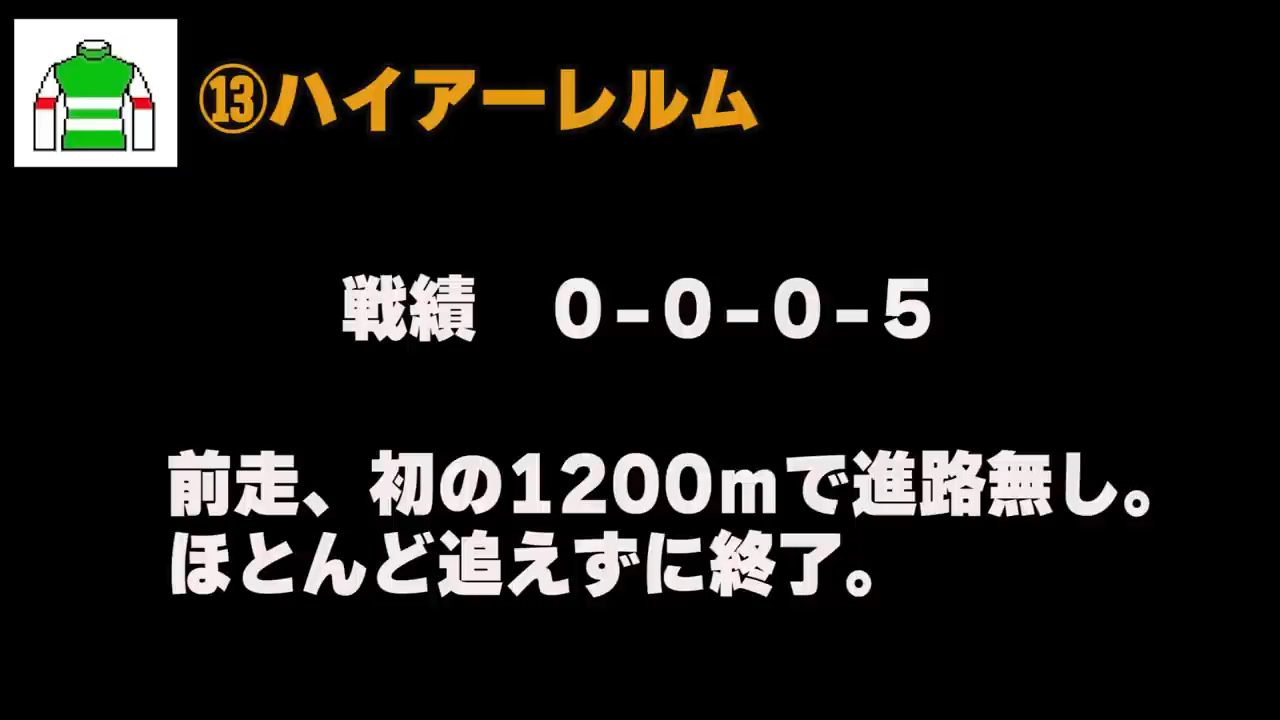 ⑬ハイアーレルム
戦績　0-0-0-5
前走、初の1200mで進路無し。
ほとんど追えずに終了。